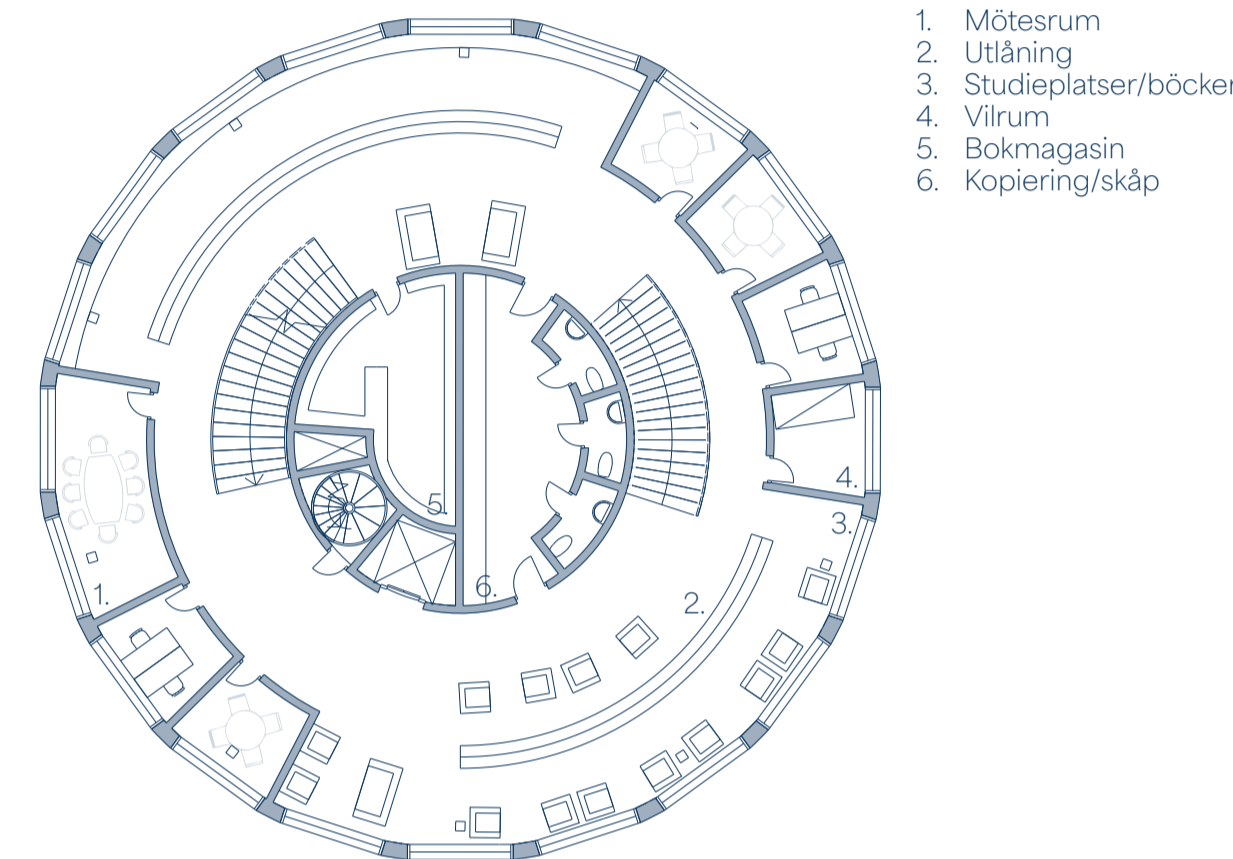 1. Mötesrum
2. Utlåning
3. Studieplatser/böcker
4. Vilrum
5. Bokmagasin
6. Kopiering/skåp
4.
3.
5.
6.
2.
1.